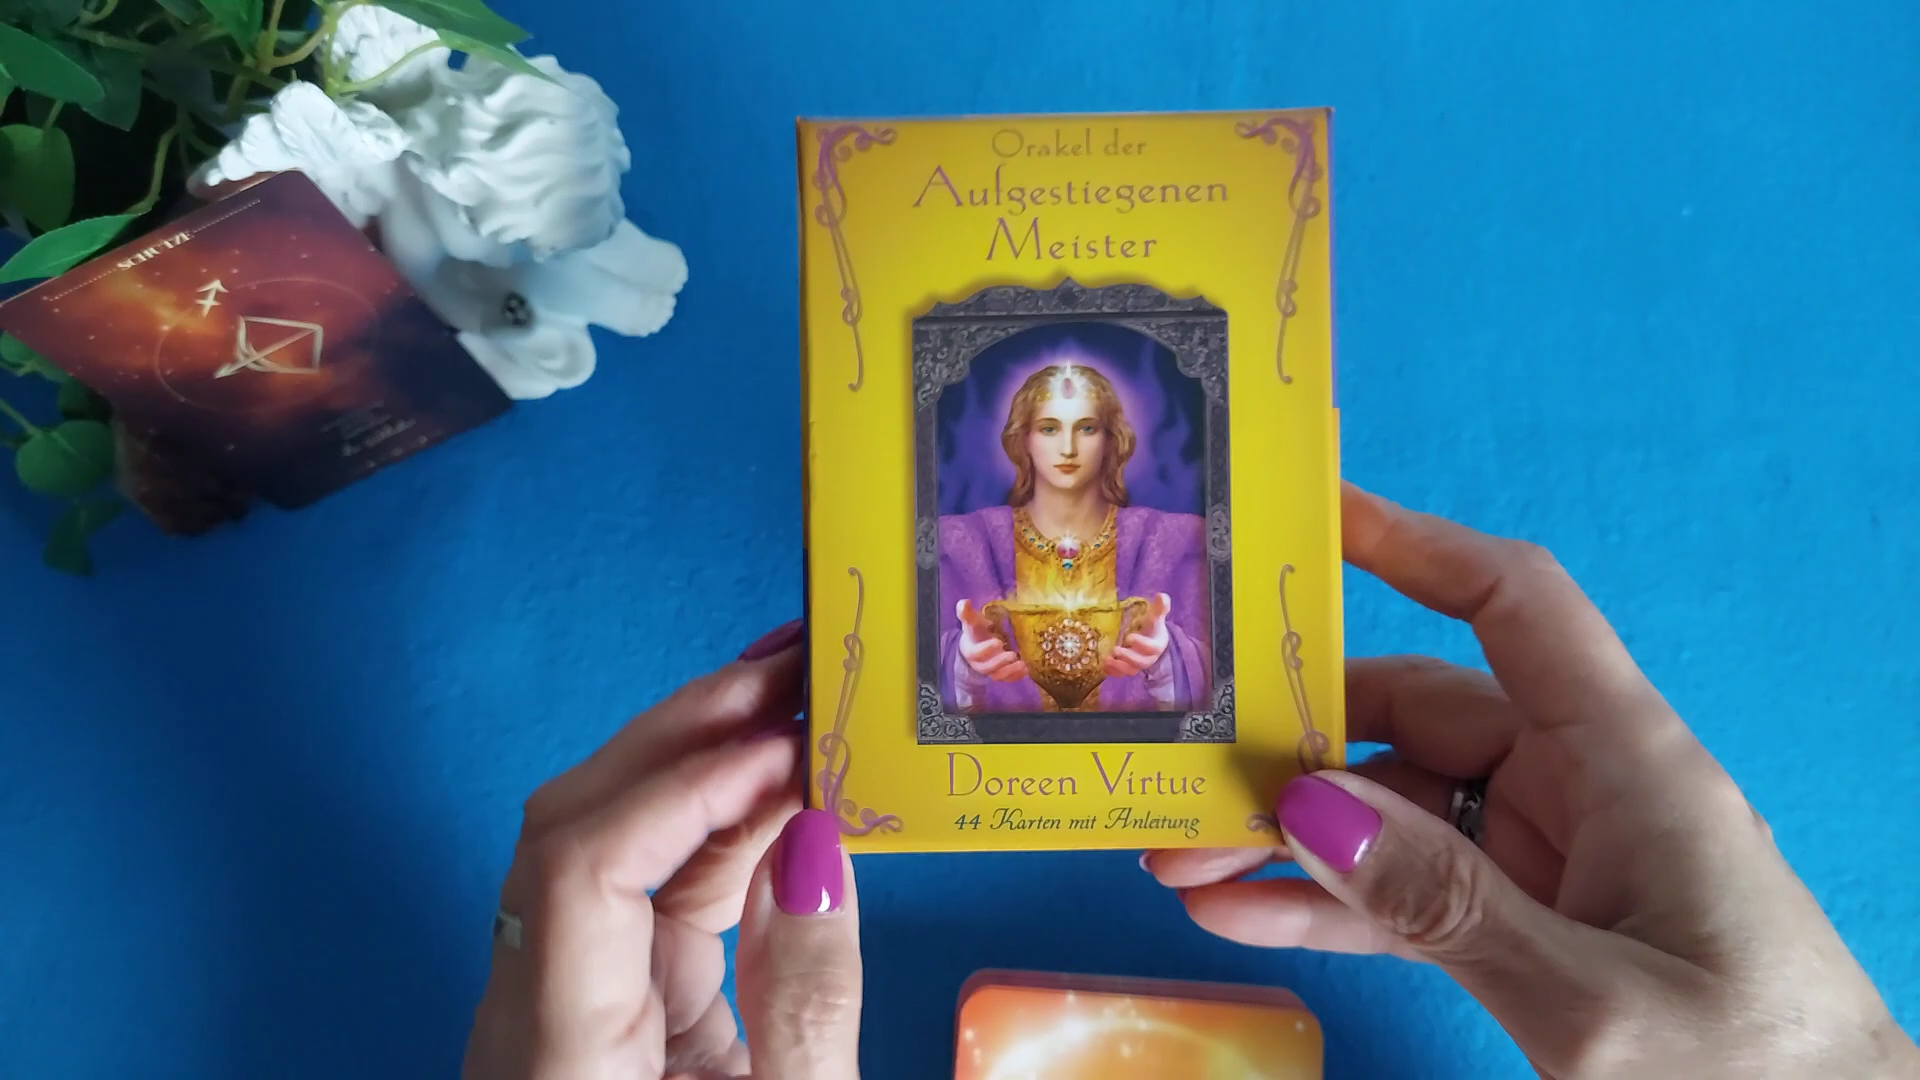 SCHÜTZE
Orakel der
Aufgestiegenen
Meister
Doreen Virtue
44 Karten mit Anleitung